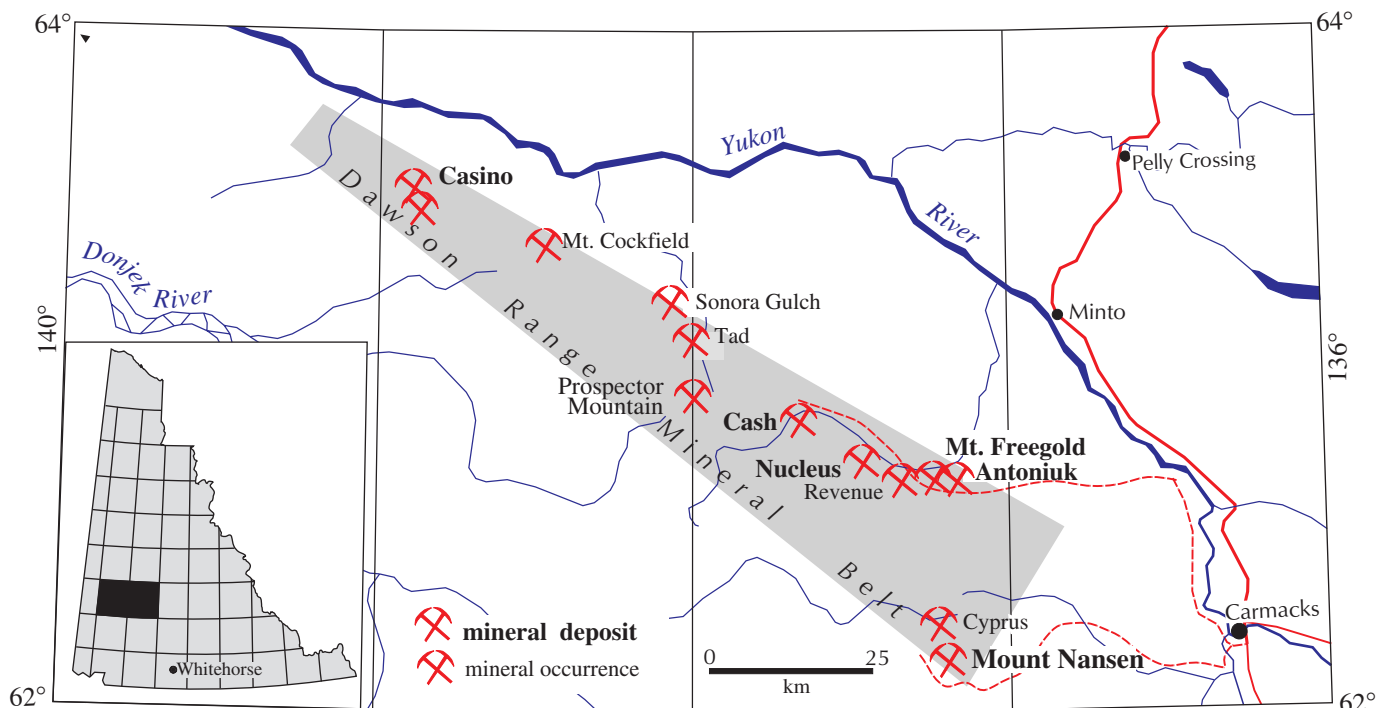 64°
64°
Yukon
River
Pelly Crossing
Casino
Dawson Range Mineral Belt
Mt. Cockfield
Donjek River
Sonora Gulch
Minto
140°
136°
Tad
Prospector
Mountain
Cash
Mt. Freegold
Antoniuk
Nucleus
Revenue
Cyprus
Carmacks
mineral deposit
mineral occurrence
0
25
km
Mount Nansen
Whitehorse
62°
62°